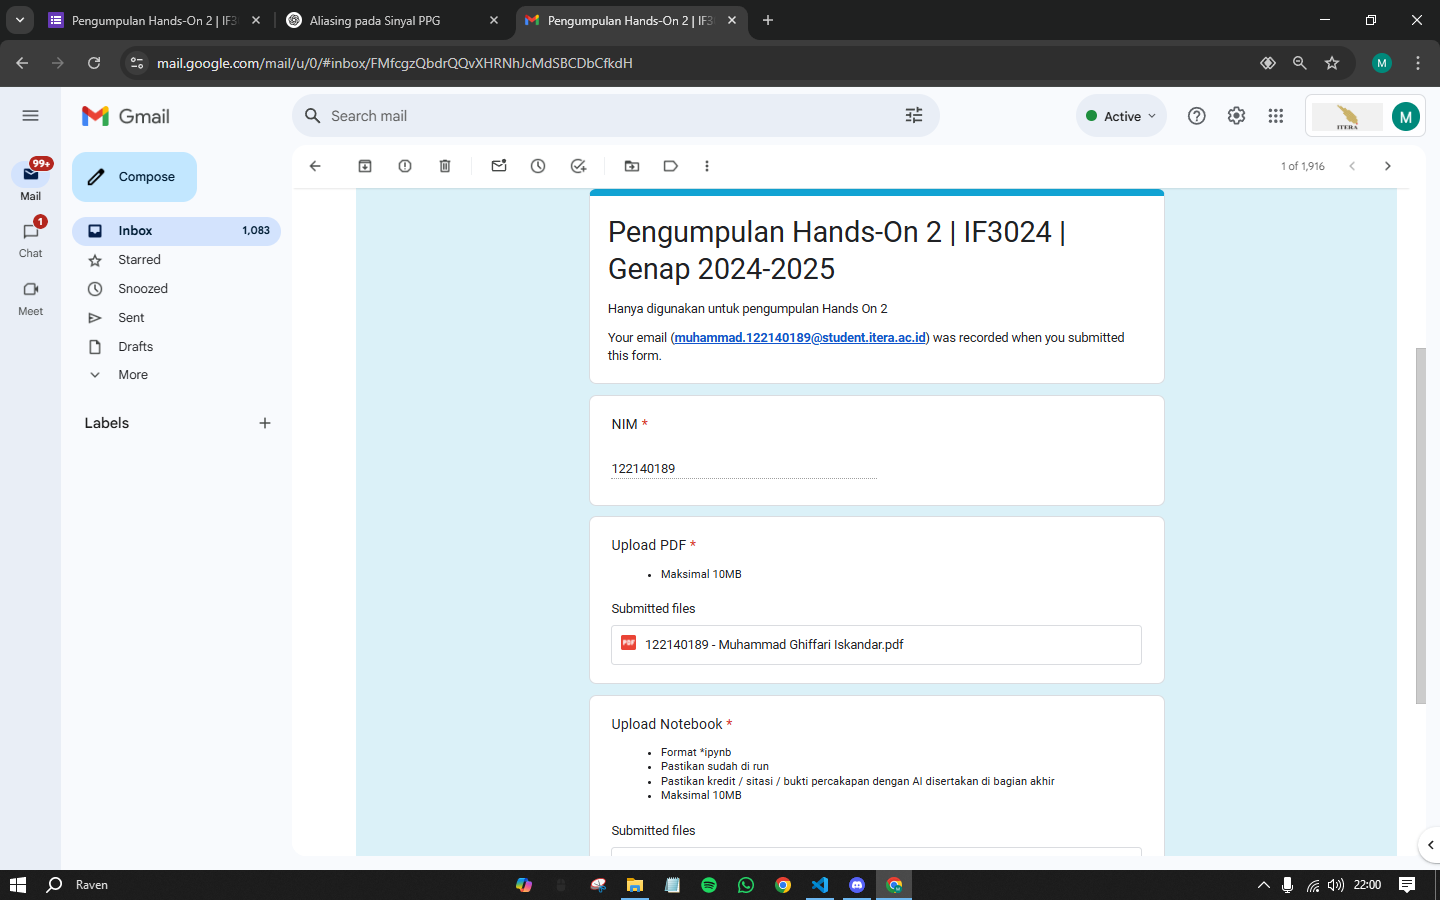 Pengumpulan Hands-On 2 | IF3
Aliasing pada Sinyal PPG
Pengumpulan Hands-On 2 | IF3
mail.google.com/mail/u/0/#inbox/FMfcgzQbdrQQvXHRNhJcMdSBCDbCfkdH
M
Gmail
Search mail
Active
ITERA
M
99+
Mail
1
Chat
Meet
Compose
Inbox 1,083
Starred
Snoozed
Sent
Drafts
More
Labels
1 of 1,916
Pengumpulan Hands-On 2 | IF3024 |
Genap 2024-2025
Hanya digunakan untuk pengumpulan Hands On 2
Your email (muhammad.122140189@student.itera.ac.id) was recorded when you submitted
this form.
NIM *
122140189
Upload PDF *
• Maksimal 10MB
Submitted files
PDF 122140189 - Muhammad Ghiffari Iskandar.pdf
Upload Notebook *
• Format *ipynb
• Pastikan sudah di run
• Pastikan kredit / sitasi / bukti percakapan dengan AI disertakan di bagian akhir
• Maksimal 10MB
Submitted files
Raven
22:00